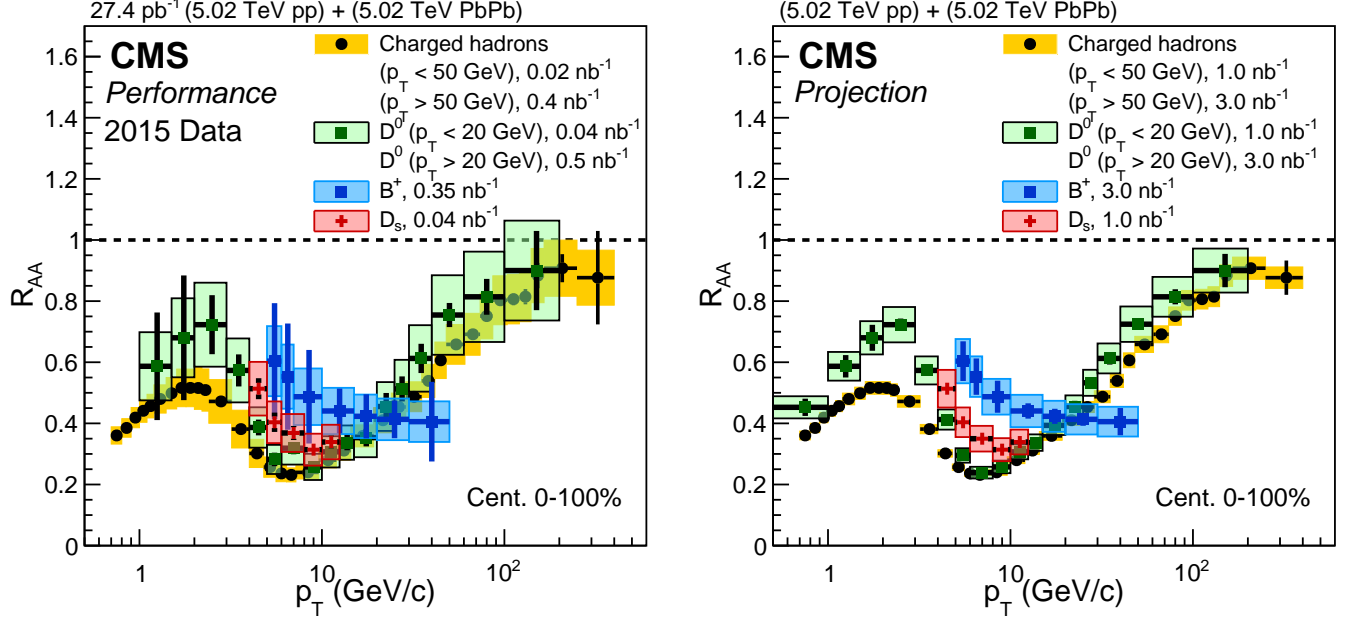 27.4 pb⁻¹ (5.02 TeV pp) + (5.02 TeV PbPb)
CMS
Performance
2015 Data
Charged hadrons
(p_T < 50 GeV), 0.02 nb⁻¹
(p_T > 50 GeV), 0.4 nb⁻¹
D⁰ (p_T < 20 GeV), 0.04 nb⁻¹
D⁰ (p_T > 20 GeV), 0.5 nb⁻¹
B⁺, 0.35 nb⁻¹
D_s, 0.04 nb⁻¹
R_AA
1.6
1.4
1.2
1
0.8
0.6
0.4
0.2
0
Cent. 0-100%
1 10 10²
p_T (GeV/c)
(5.02 TeV pp) + (5.02 TeV PbPb)
CMS
Projection
Charged hadrons
(p_T < 50 GeV), 1.0 nb⁻¹
(p_T > 50 GeV), 3.0 nb⁻¹
D⁰ (p_T < 20 GeV), 1.0 nb⁻¹
D⁰ (p_T > 20 GeV), 3.0 nb⁻¹
B⁺, 3.0 nb⁻¹
D_s, 1.0 nb⁻¹
R_AA
1.6
1.4
1.2
1
0.8
0.6
0.4
0.2
0
Cent. 0-100%
1 10 10²
p_T (GeV/c)